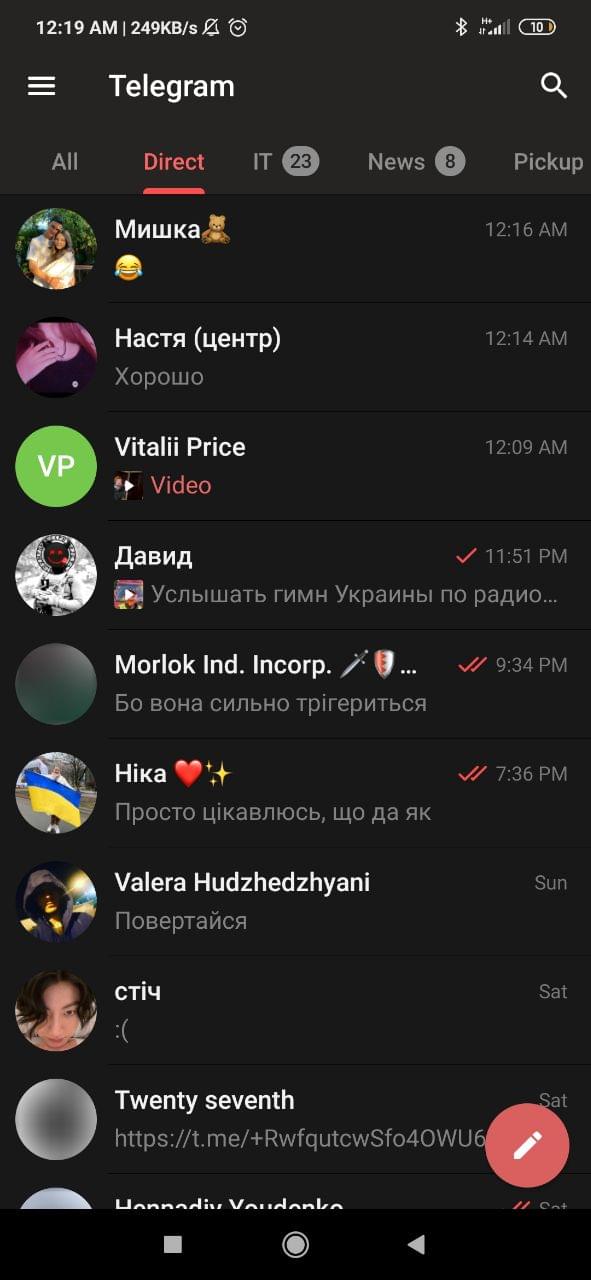 12:19 AM | 249KB/s
H+
10
Telegram
All
Direct
IT 23
News 8
Pickup
Мишка🧸
12:16 AM
😂
Настя (центр)
12:14 AM
Хорошо
VP
Vitalii Price
12:09 AM
Video
Давид
11:51 PM
Услышать гимн Украины по радио...
Morlok Ind. Incorp. 🗡️🛡️...
9:34 PM
Бо вона сильно трігериться
Ніка ❤️✨
7:36 PM
Просто цікавлюсь, що да як
Valera Hudzhedzhyani
Sun
Повертайся
стіч
Sat
:(
Twenty seventh
Sat
https://t.me/+RwfqutcwSfo4OWU6
Hennadiy Youdenko
Sat